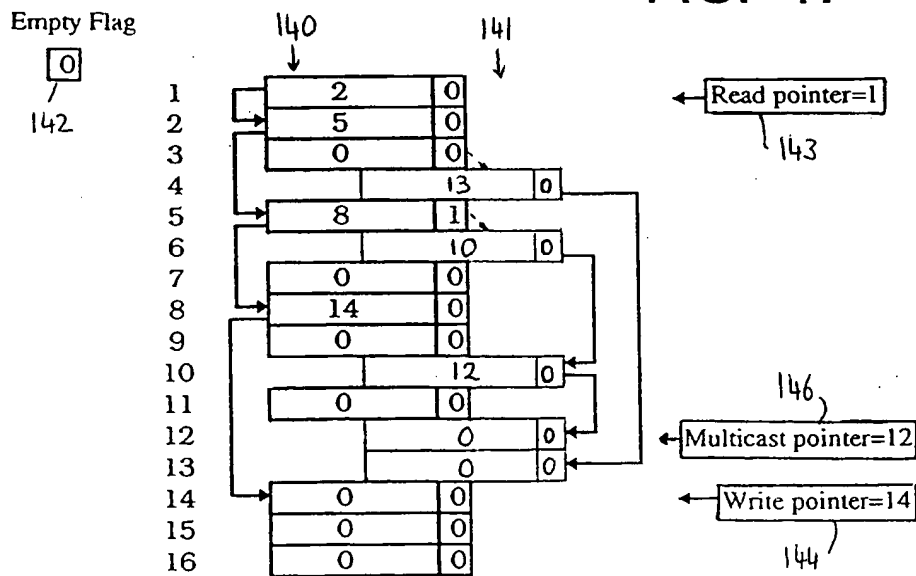 Empty Flag
0
142
140
141
1 2 0
2 5 0
3 0 0
4 13 0
5 8 1
6 10 0
7 0 0
8 14 0
9 0 0
10 12 0
11 0 0
12 0 0
13 0 0
14 0 0
15 0 0
16 0 0
Read pointer=1
143
146
Multicast pointer=12
Write pointer=14
144